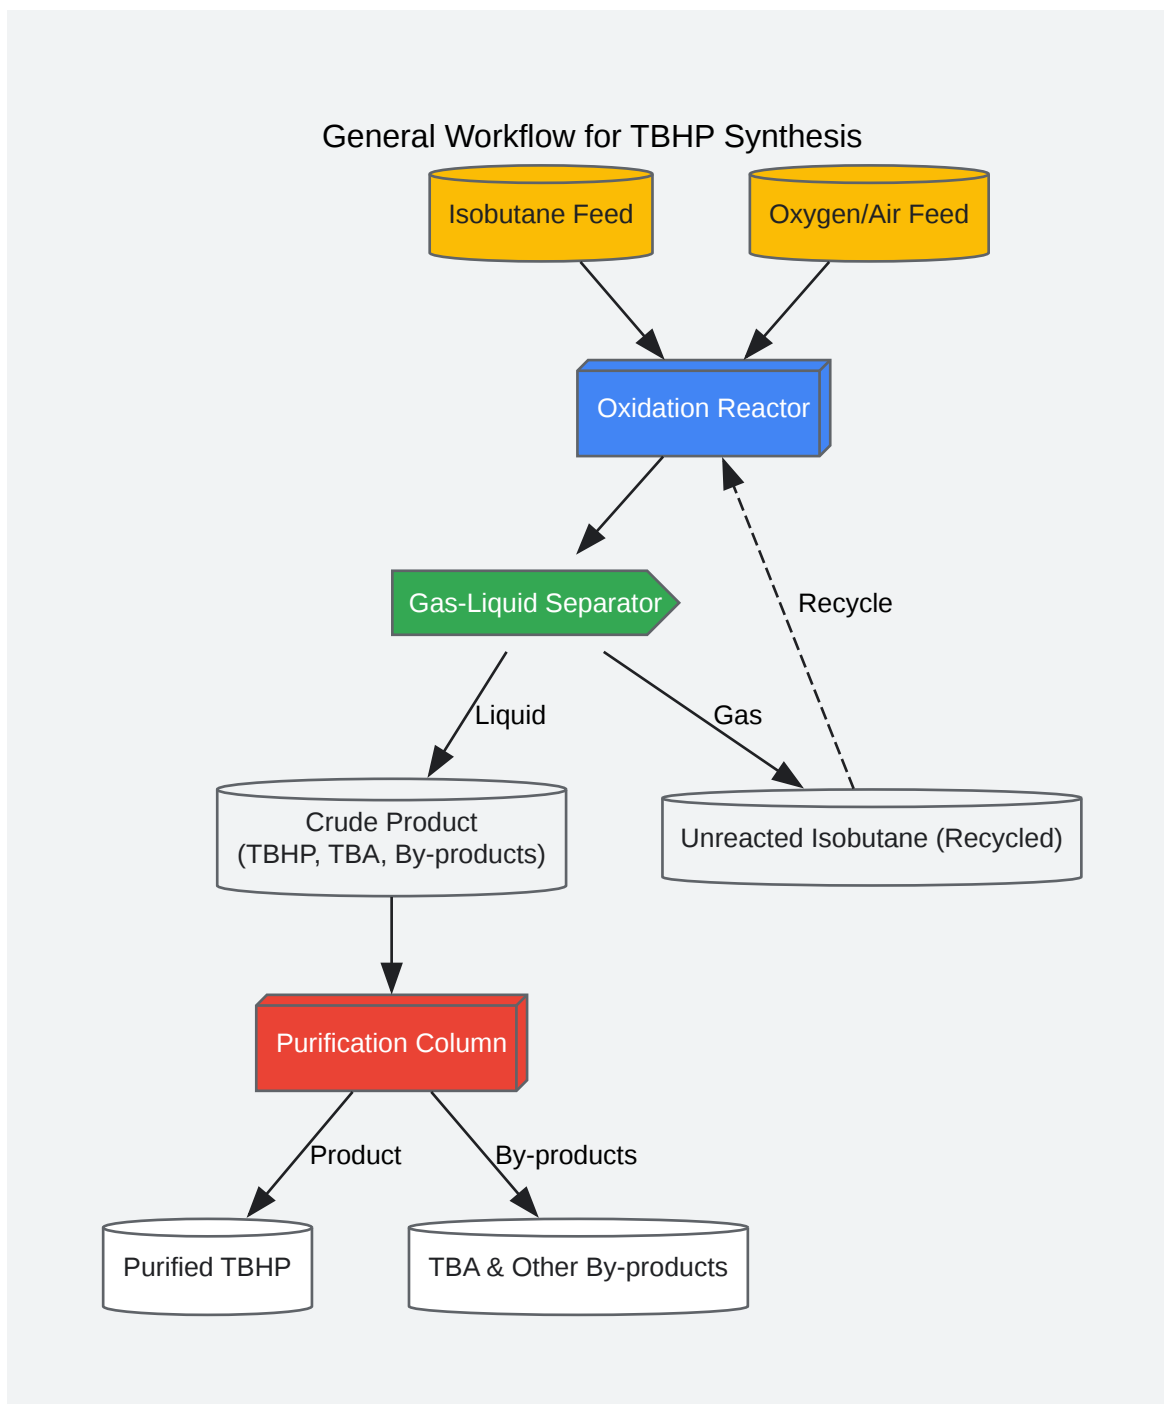 General Workflow for TBHP Synthesis
Isobutane Feed
Oxygen/Air Feed
Oxidation Reactor
Gas-Liquid Separator
Recycle
Liquid
Gas
Crude Product
(TBHP, TBA, By-products)
Unreacted Isobutane (Recycled)
Purification Column
Product
By-products
Purified TBHP
TBA & Other By-products